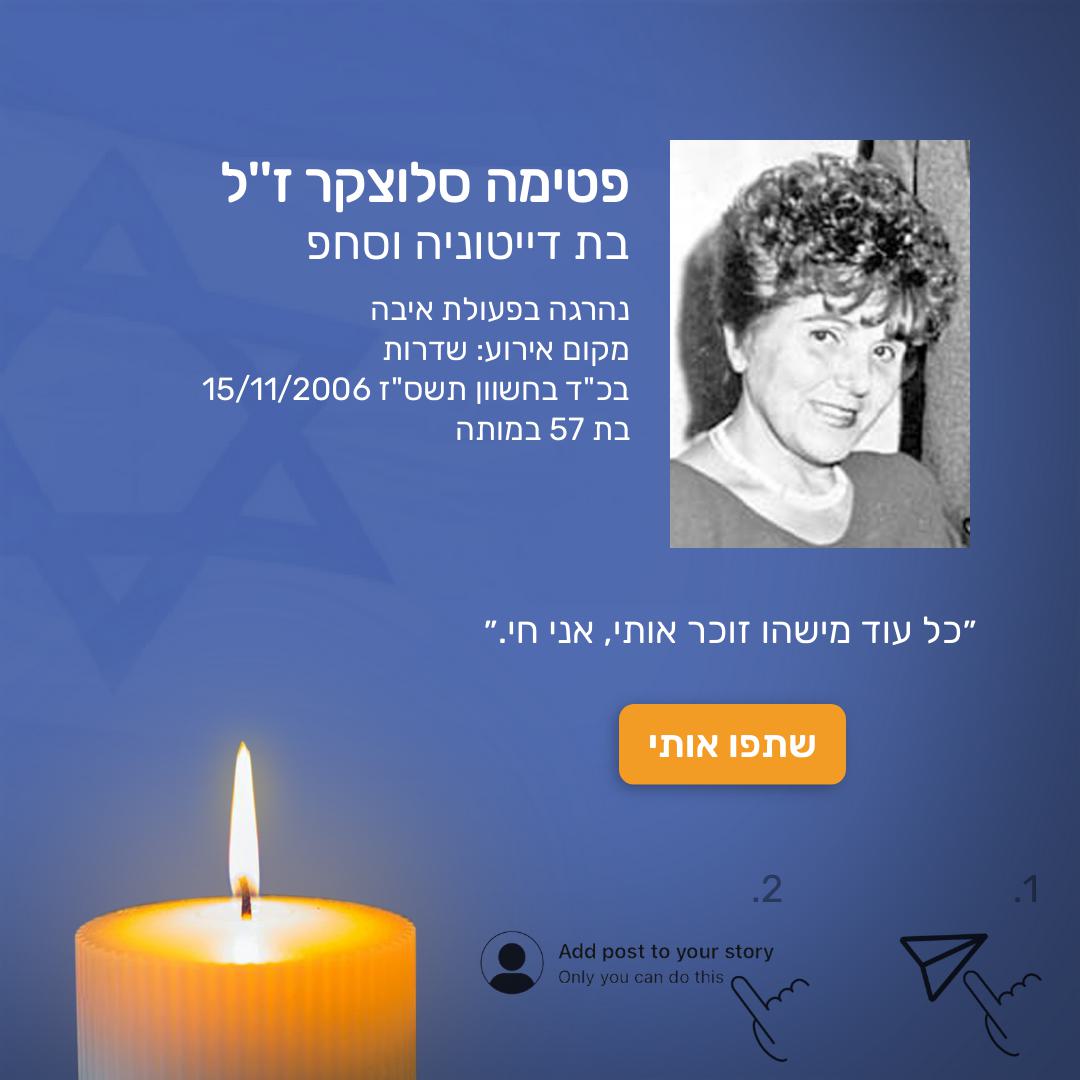 פטימה סלוצקר ז"ל
בת דייטוניה וסחפ
נהרגה בפעולת איבה
מקום אירוע: שדרות
בכ"ד בחשוון תשס"ז 15/11/2006
בת 57 במותה
״כל עוד מישהו זוכר אותי, אני חי.״
שתפו אותי
.1
.2
Add post to your story
Only you can do this